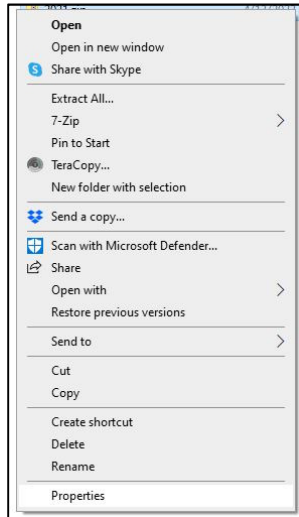 Open
Open in new window
Share with Skype
Extract All...
7-Zip
Pin to Start
TeraCopy...
New folder with selection
Send a copy...
Scan with Microsoft Defender...
Share
Open with
Restore previous versions
Send to
Cut
Copy
Create shortcut
Delete
Rename
Properties